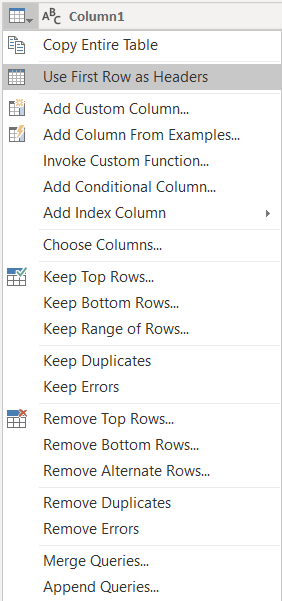 ABC Column1
Copy Entire Table
Use First Row as Headers
Add Custom Column...
Add Column From Examples...
Invoke Custom Function...
Add Conditional Column...
Add Index Column
Choose Columns...
Keep Top Rows...
Keep Bottom Rows...
Keep Range of Rows...
Keep Duplicates
Keep Errors
Remove Top Rows...
Remove Bottom Rows...
Remove Alternate Rows...
Remove Duplicates
Remove Errors
Merge Queries...
Append Queries...